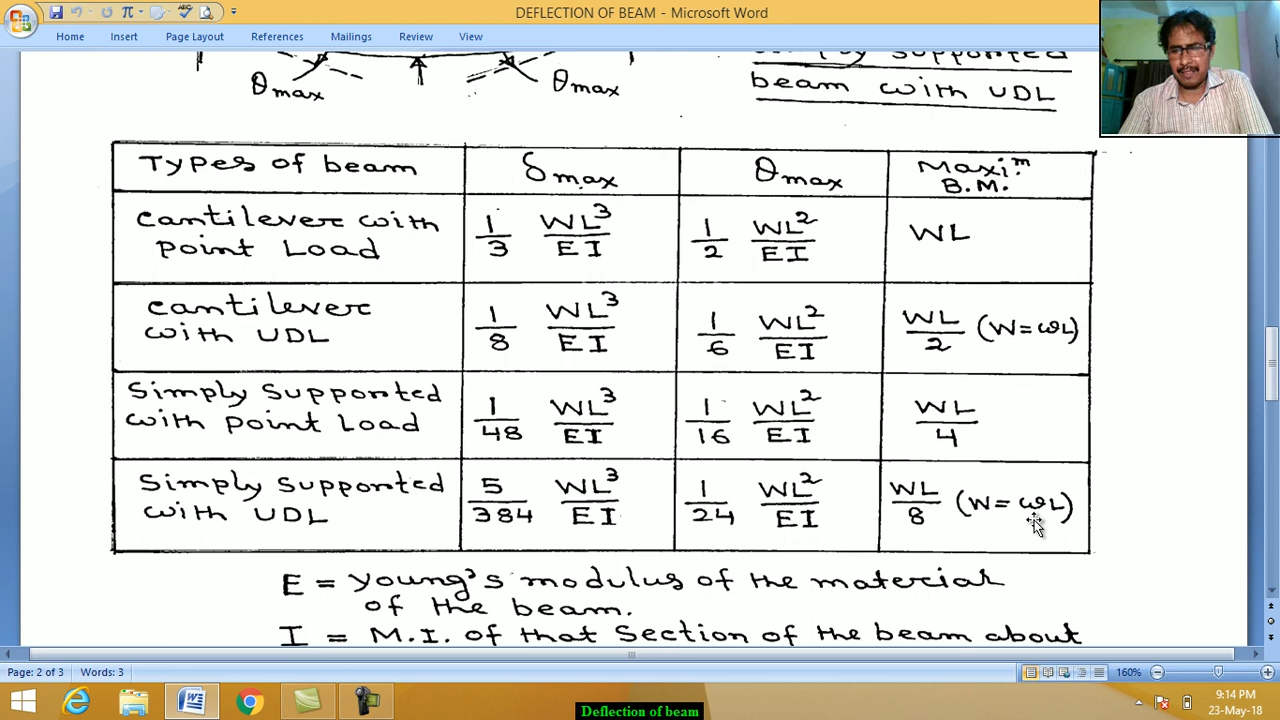 DEFLECTION OF BEAM - Microsoft Word
Home Insert Page Layout References Mailings Review View
simply supported
θmax θmax beam with UDL
Types of beam δmax θmax Maxi.m B.M.
Cantilever with Point Load 1/3 WL³/EI 1/2 WL²/EI WL
Cantilever with UDL 1/8 WL³/EI 1/6 WL²/EI WL/2 (W=ωL)
Simply Supported with Point Load 1/48 WL³/EI 1/16 WL²/EI WL/4
Simply Supported with UDL 5/384 WL³/EI 1/24 WL²/EI WL/8 (W=ωL)
E = Young's modulus of the material
of the beam.
I = M.I. of that Section of the beam about
Page: 2 of 3 Words: 3 160%
9:14 PM
23-May-18
Deflection of beam